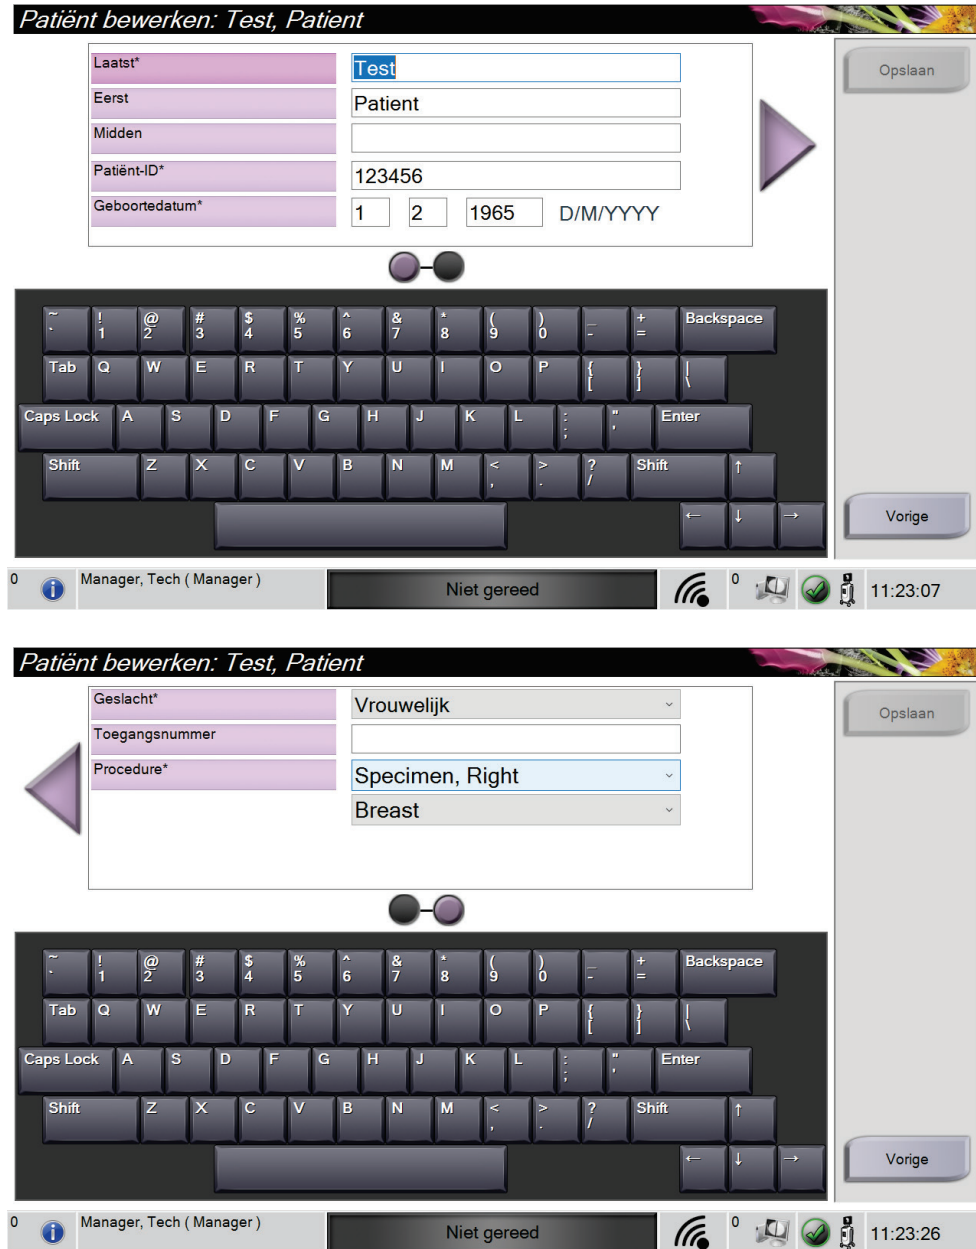 Patiënt bewerken: Test, Patient
Laatst* Test
Opslaan
Eerst Patient
Midden
Patiënt-ID* 123456
Geboortedatum* 1 2 1965 D/M/YYYY
~ ! @ # $ % ^ & * ( ) _ + Backspace
` 1 2 3 4 5 6 7 8 9 0 - =
Tab Q W E R T Y U I O P { } |
[ ] \
Caps Lock A S D F G H J K L : " Enter
; '
Shift Z X C V B N M < > ? Shift ↑
, . /
← ↓ →
Vorige
0 Manager, Tech ( Manager ) Niet gereed 0 11:23:07
Patiënt bewerken: Test, Patient
Geslacht* Vrouwelijk
Opslaan
Toegangsnummer
Procedure* Specimen, Right
Breast
~ ! @ # $ % ^ & * ( ) _ + Backspace
` 1 2 3 4 5 6 7 8 9 0 - =
Tab Q W E R T Y U I O P { } |
[ ] \
Caps Lock A S D F G H J K L : " Enter
; '
Shift Z X C V B N M < > ? Shift ↑
, . /
← ↓ →
Vorige
0 Manager, Tech ( Manager ) Niet gereed 0 11:23:26